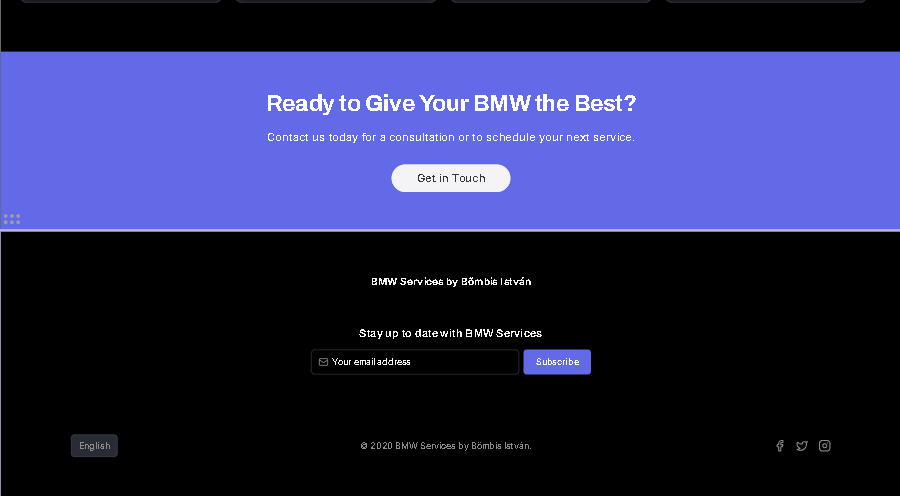 Ready to Give Your BMW the Best?
Contact us today for a consultation or to schedule your next service.
Get in Touch
BMW Services by Bőmbis István
Stay up to date with BMW Services
Your email address
Subscribe
English
© 2020 BMW Services by Bőmbis István.